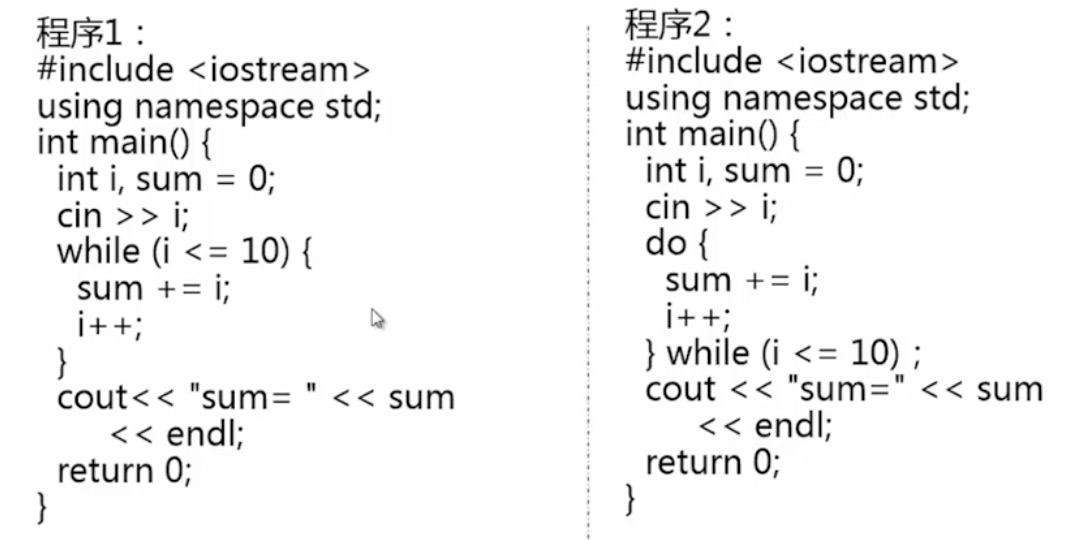 程序1：
#include <iostream>
using namespace std;
int main() {
int i, sum = 0;
cin >> i;
while (i <= 10) {
sum += i;
i++;
}
cout<< "sum= " << sum
<< endl;
return 0;
}
程序2：
#include <iostream>
using namespace std;
int main() {
int i, sum = 0;
cin >> i;
do {
sum += i;
i++;
} while (i <= 10) ;
cout << "sum=" << sum
<< endl;
return 0;
}